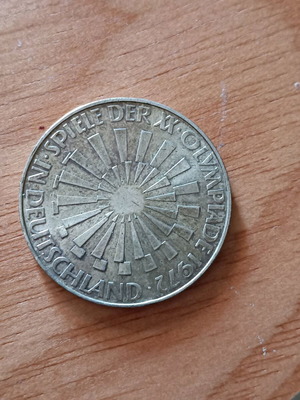 SPIELE DER XX·OLYMPIADE 1972·IN DEUTSCHLAND·